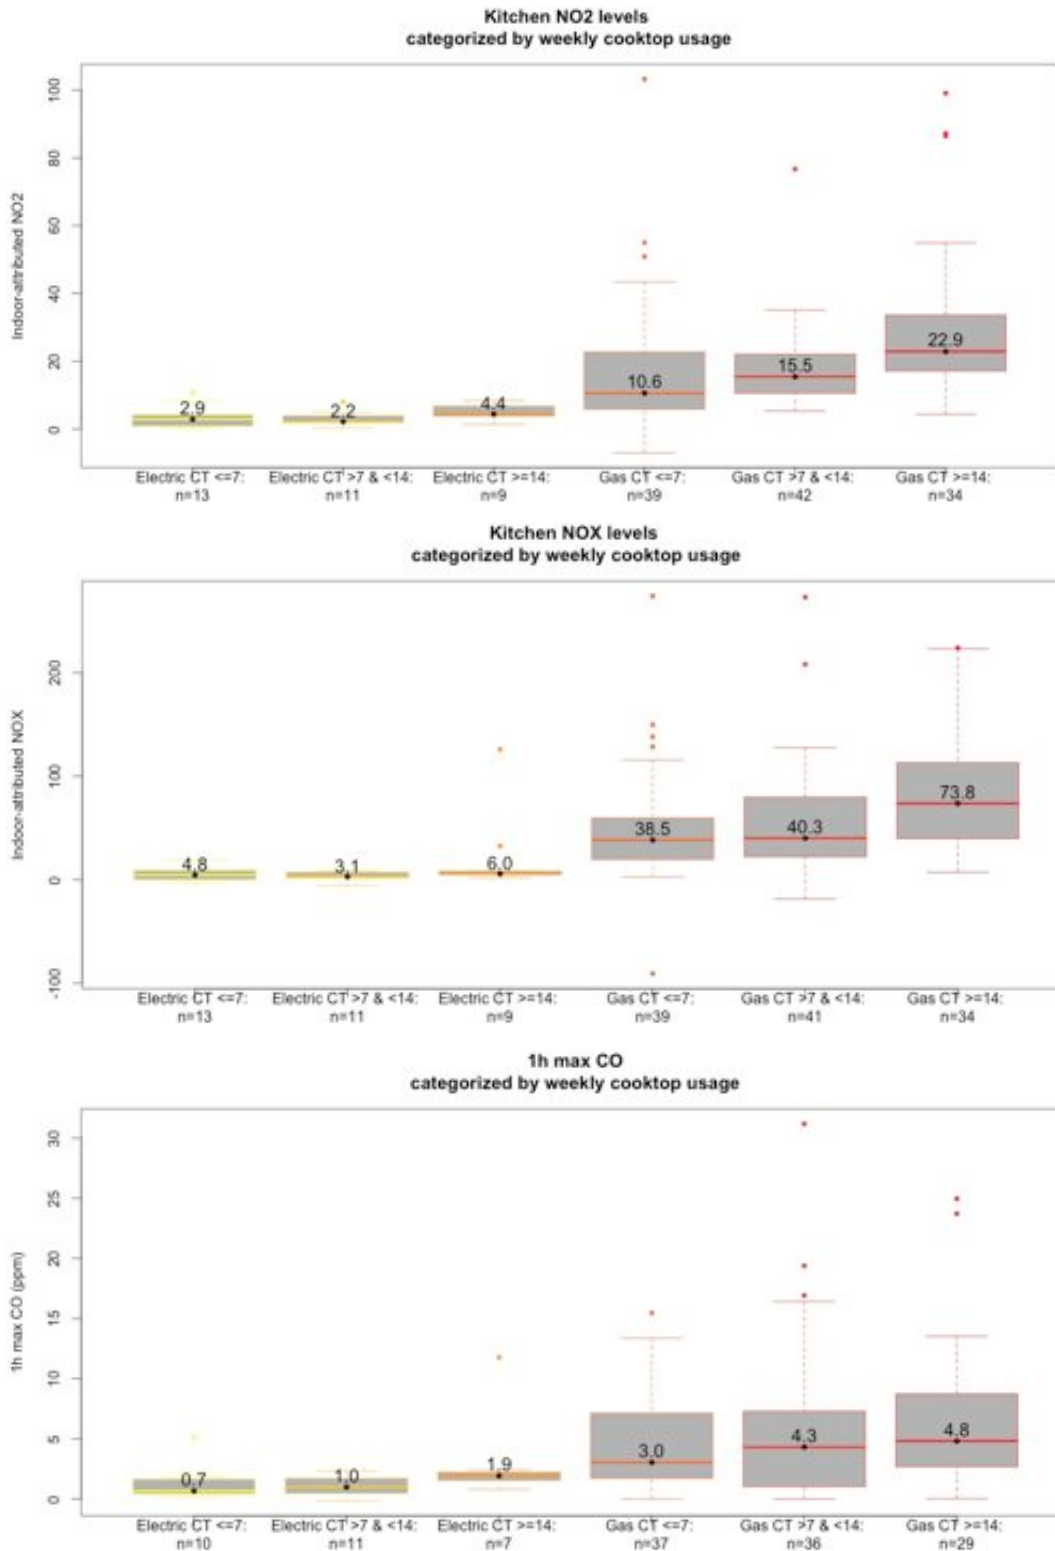 Kitchen NO2 levels
categorized by weekly cooktop usage
Indoor-attributed NO2
100
80
60
40
20
0
2.9
2.2
4.4
10.6
15.5
22.9
Electric CT <=7:
n=13
Electric CT >7 & <14:
n=11
Electric CT >=14:
n=9
Gas CT <=7:
n=39
Gas CT >7 & <14:
n=42
Gas CT >=14:
n=34
Kitchen NOX levels
categorized by weekly cooktop usage
Indoor-attributed NOX
200
100
0
-100
4.8
3.1
6.0
38.5
40.3
73.8
Electric CT <=7:
n=13
Electric CT >7 & <14:
n=11
Electric CT >=14:
n=9
Gas CT <=7:
n=39
Gas CT >7 & <14:
n=41
Gas CT >=14:
n=34
1h max CO
categorized by weekly cooktop usage
1h max CO (ppm)
30
25
20
15
10
5
0
0.7
1.0
1.9
3.0
4.3
4.8
Electric CT <=7:
n=10
Electric CT >7 & <14:
n=11
Electric CT >=14:
n=7
Gas CT <=7:
n=37
Gas CT >7 & <14:
n=36
Gas CT >=14:
n=29